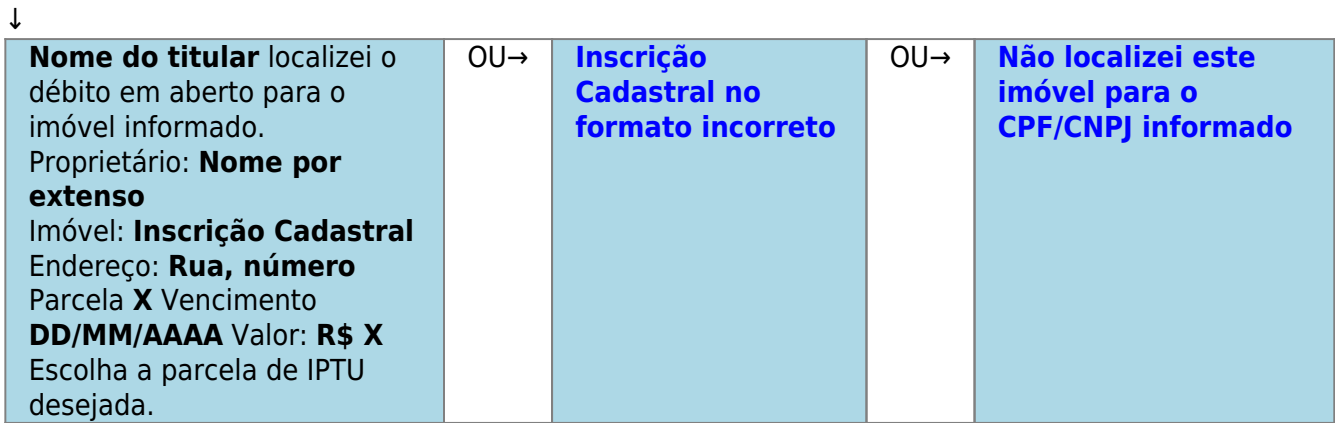 ↓
Nome do titular localizei o
débito em aberto para o
imóvel informado.
Proprietário: Nome por
extenso
Imóvel: Inscrição Cadastral
Endereço: Rua, número
Parcela X Vencimento
DD/MM/AAAA Valor: R$ X
Escolha a parcela de IPTU
desejada.
OU→
Inscrição
Cadastral no
formato incorreto
OU→
Não localizei este
imóvel para o
CPF/CNPJ informado